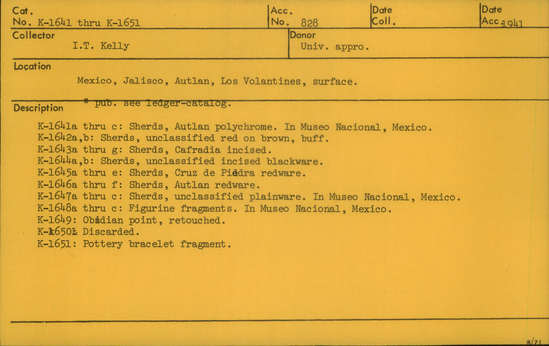 Cat. Acc. Date Date
No. K-1641 thru K-1651 No. 828 Coll. Acc. 1941
Collector Donor
I.T. Kelly Univ. appro.
Location
Mexico, Jalisco, Autlan, Los Volantines, surface.
* pub. see ledger-catalog.
Description
K-1641a thru c: Sherds, Autlan polychrome. In Museo Nacional, Mexico.
K-1642a,b: Sherds, unclassified red on brown, buff.
K-1643a thru g: Sherds, Cafradia incised.
K-1644a,b: Sherds, unclassified incised blackware.
K-1645a thru e: Sherds, Cruz de Piedra redware.
K-1646a thru f: Sherds, Autlan redware.
K-1647a thru c: Sherds, unclassified plainware. In Museo Nacional, Mexico.
K-1648a thru c: Figurine fragments. In Museo Nacional, Mexico.
K-1649: Obsidian point, retouched.
K-1650: Discarded.
K-1651: Pottery bracelet fragment.
8/71